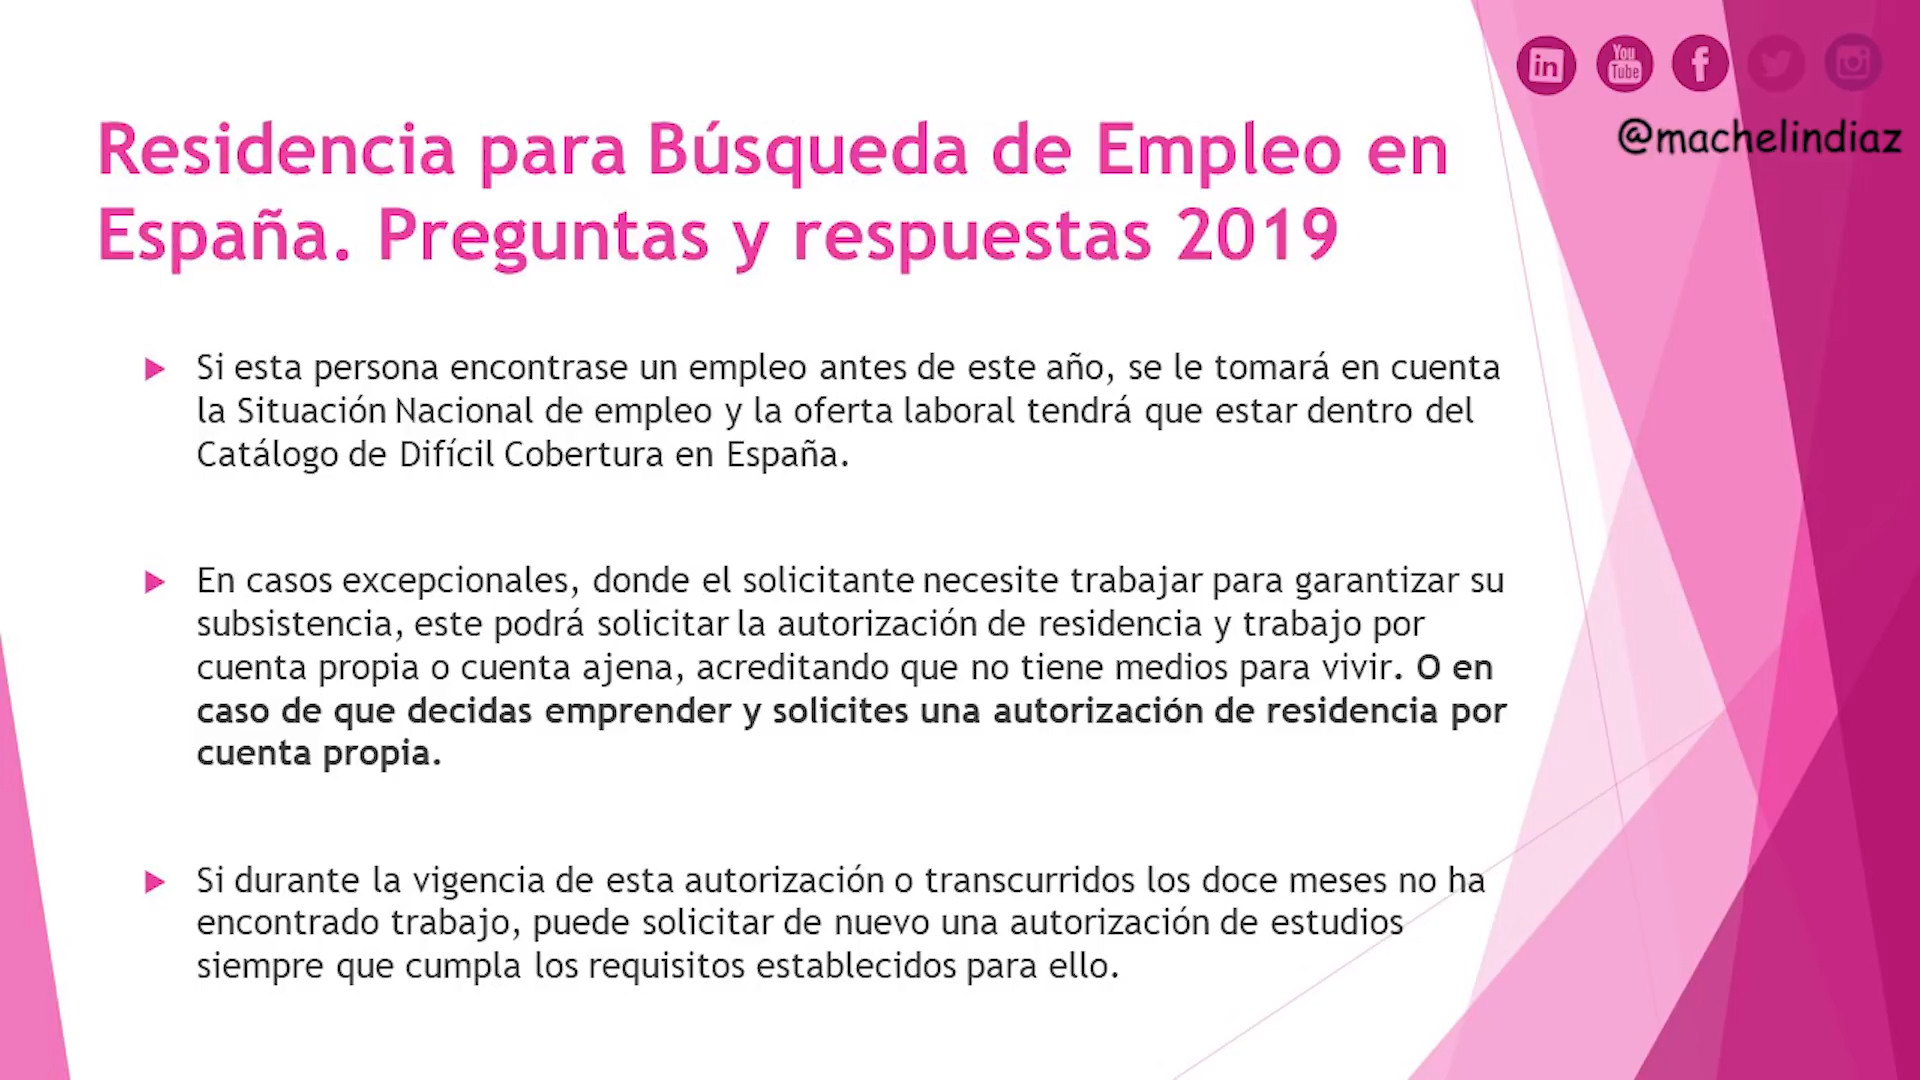 in
You
Tube
f
@machelindiaz
Residencia para Búsqueda de Empleo en
España. Preguntas y respuestas 2019
Si esta persona encontrase un empleo antes de este año, se le tomará en cuenta
la Situación Nacional de empleo y la oferta laboral tendrá que estar dentro del
Catálogo de Difícil Cobertura en España.
En casos excepcionales, donde el solicitante necesite trabajar para garantizar su
subsistencia, este podrá solicitar la autorización de residencia y trabajo por
cuenta propia o cuenta ajena, acreditando que no tiene medios para vivir. O en
caso de que decidas emprender y solicites una autorización de residencia por
cuenta propia.
Si durante la vigencia de esta autorización o transcurridos los doce meses no ha
encontrado trabajo, puede solicitar de nuevo una autorización de estudios
siempre que cumpla los requisitos establecidos para ello.